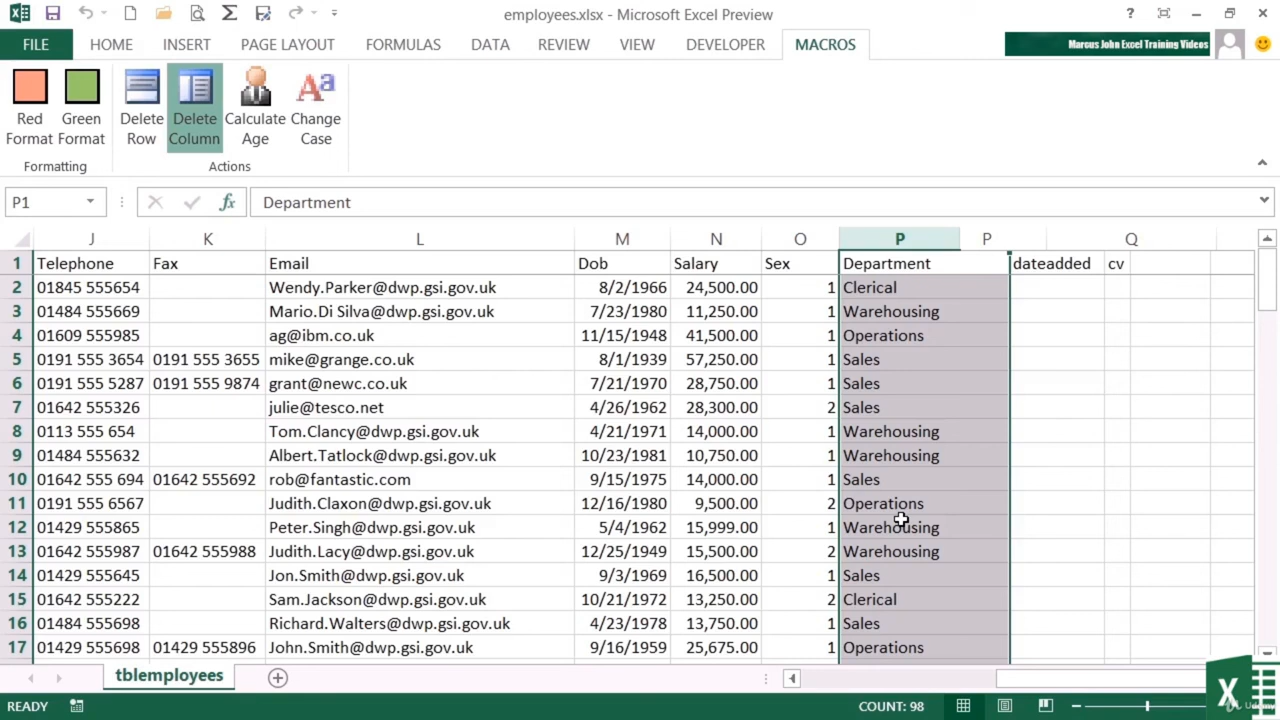 employees.xlsx - Microsoft Excel Preview
?
FILE HOME INSERT PAGE LAYOUT FORMULAS DATA REVIEW VIEW DEVELOPER MACROS
Marcus John Excel Training Videos
Red Format
Green Format
Delete Row
Delete Column
Calculate Age
Change Case
Formatting
Actions
P1 fx Department
J K L M N O P P Q
1 Telephone Fax Email Dob Salary Sex Department dateadded cv
2 01845 555654 Wendy.Parker@dwp.gsi.gov.uk 8/2/1966 24,500.00 1 Clerical
3 01484 555669 Mario.Di Silva@dwp.gsi.gov.uk 7/23/1980 11,250.00 1 Warehousing
4 01609 555985 ag@ibm.co.uk 11/15/1948 41,500.00 1 Operations
5 0191 555 3654 0191 555 3655 mike@grange.co.uk 8/1/1939 57,250.00 1 Sales
6 0191 555 5287 0191 555 9874 grant@newc.co.uk 7/21/1970 28,750.00 1 Sales
7 01642 555326 julie@tesco.net 4/26/1962 28,300.00 2 Sales
8 0113 555 654 Tom.Clancy@dwp.gsi.gov.uk 4/21/1971 14,000.00 1 Warehousing
9 01484 555632 Albert.Tatlock@dwp.gsi.gov.uk 10/23/1981 10,750.00 1 Warehousing
10 01642 555 694 01642 555692 rob@fantastic.com 9/15/1975 14,000.00 1 Sales
11 0191 555 6567 Judith.Claxon@dwp.gsi.gov.uk 12/16/1980 9,500.00 2 Operations
12 01429 555865 Peter.Singh@dwp.gsi.gov.uk 5/4/1962 15,999.00 1 Warehousing
13 01642 555987 01642 555988 Judith.Lacy@dwp.gsi.gov.uk 12/25/1949 15,500.00 2 Warehousing
14 01429 555645 Jon.Smith@dwp.gsi.gov.uk 9/3/1969 16,500.00 1 Sales
15 01642 555222 Sam.Jackson@dwp.gsi.gov.uk 10/21/1972 13,250.00 2 Clerical
16 01484 555698 Richard.Walters@dwp.gsi.gov.uk 4/23/1978 13,750.00 1 Sales
17 01429 555698 01429 555896 John.Smith@dwp.gsi.gov.uk 9/16/1959 25,675.00 1 Operations
tblemployees
READY COUNT: 98